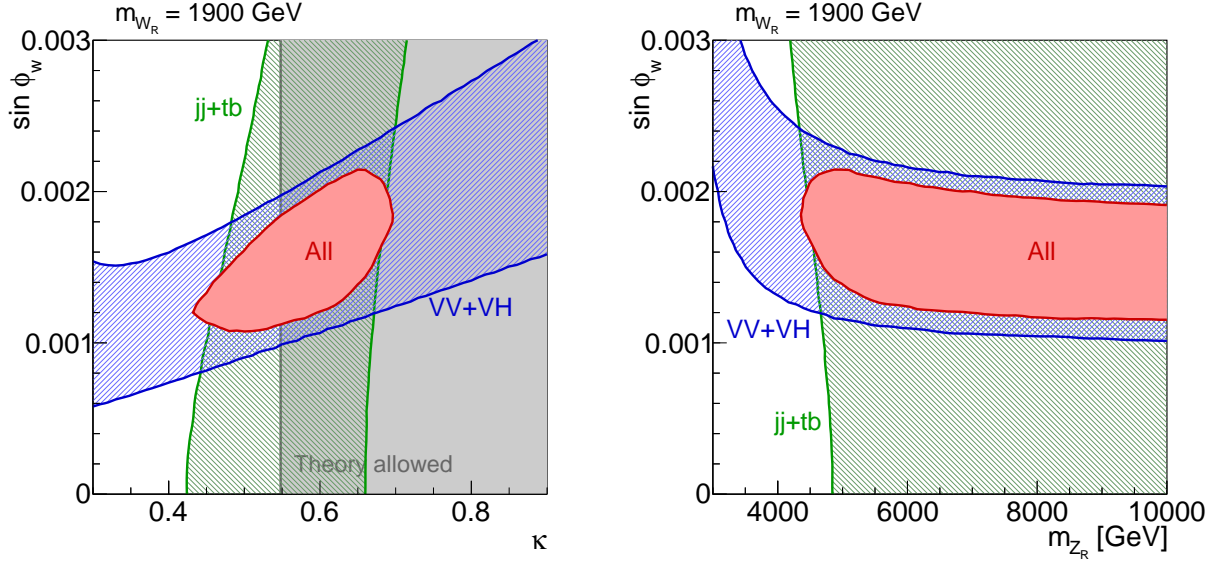 m_{W_R} = 1900 GeV
sin ϕ_w
0.003
0.002
0.001
0
jj+tb
All
VV+VH
Theory allowed
0.4
0.6
0.8
κ
m_{W_R} = 1900 GeV
sin ϕ_w
0.003
0.002
0.001
0
All
VV+VH
jj+tb
4000
6000
8000
10000
m_{Z_R} [GeV]